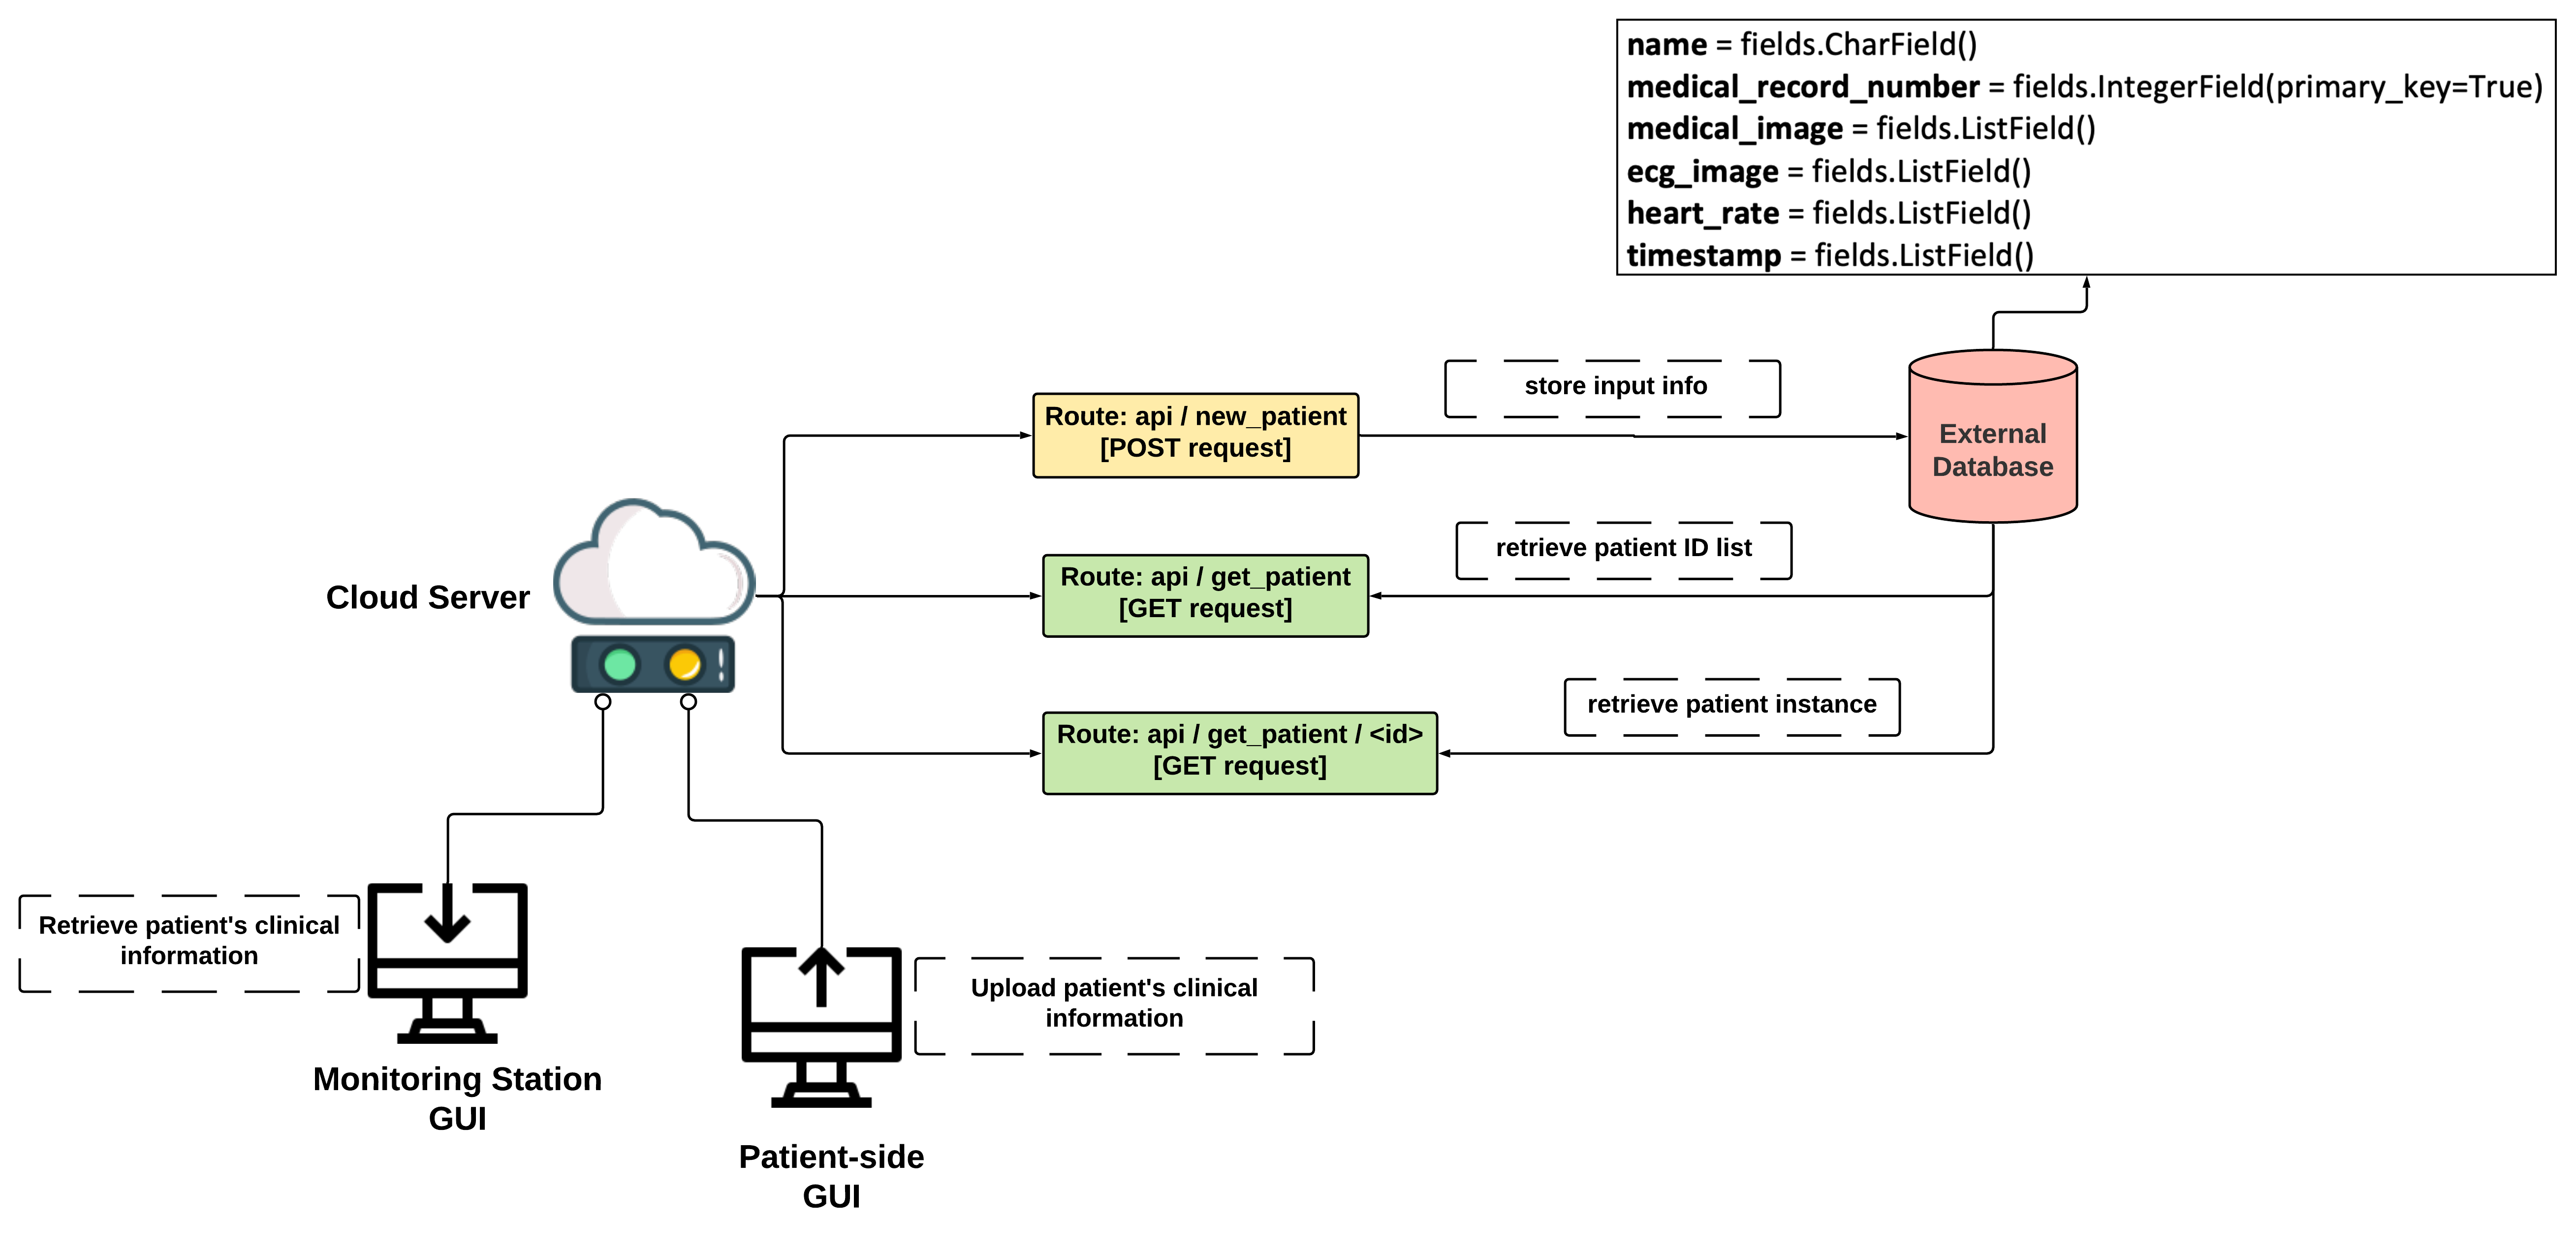 name = fields.CharField()
medical_record_number = fields.IntegerField(primary_key=True)
medical_image = fields.ListField()
ecg_image = fields.ListField()
heart_rate = fields.ListField()
timestamp = fields.ListField()
store input info
Route: api / new_patient
[POST request]
External
Database
retrieve patient ID list
Route: api / get_patient
[GET request]
Cloud Server
retrieve patient instance
Route: api / get_patient / <id>
[GET request]
Retrieve patient's clinical
information
Upload patient's clinical
information
Monitoring Station
GUI
Patient-side
GUI